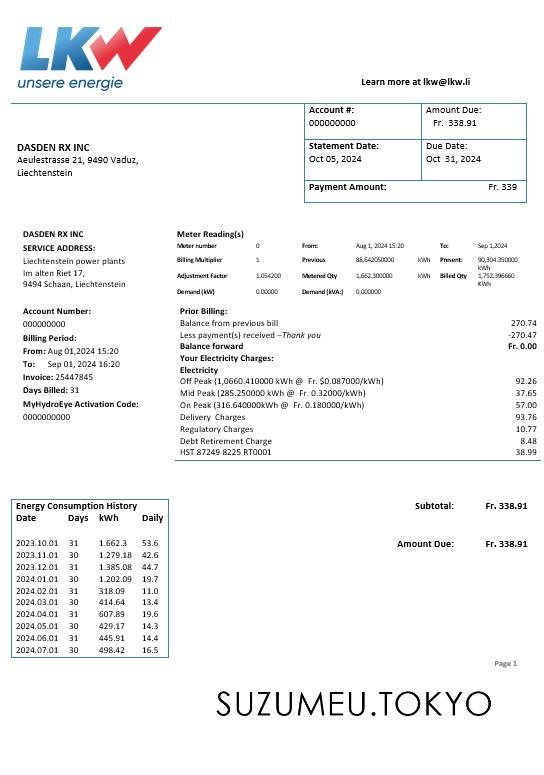 LKW
unsere energie
Learn more at lkw@lkw.li
Account #:
000000000
Amount Due:
Fr. 338.91
DASDEN RX INC
Aeulestrasse 21, 9490 Vaduz,
Liechtenstein
Statement Date:
Oct 05, 2024
Due Date:
Oct 31, 2024
Payment Amount: Fr. 339
DASDEN RX INC
SERVICE ADDRESS:
Liechtenstein power plants
Im alten Riet 17,
9494 Schaan, Liechtenstein
Account Number:
000000000
Billing Period:
From: Aug 01,2024 15:20
To: Sep 01, 2024 16:20
Invoice: 25447845
Days Billed: 31
MyHydroEye Activation Code:
0000000000
Meter Reading(s)
Meter number 0 From: Aug 1, 2024 15:20 To: Sep 1,2024
Billing Multiplier 1 Previous 88,642050000 kWh Present: 90,304.350000 kWh
Adjustment Factor 1.054200 Metered Qty 1,662.300000 kWh Billed Qty 1,752.396660 KWh
Demand (kW) 0.00000 Demand (kVA:) 0,000000
Prior Billing:
Balance from previous bill 270.74
Less payment(s) received –Thank you -270.47
Balance forward Fr. 0.00
Your Electricity Charges:
Electricity
Off Peak (1,0660.410000 kWh @ Fr. $0.087000/kWh) 92.26
Mid Peak (285.250000 kWh @ Fr. 0.32000/kWh) 37.65
On Peak (316.640000kWh @ Fr. 0.180000/kWh) 57.00
Delivery Charges 93.76
Regulatory Charges 10.77
Debt Retirement Charge 8.48
HST 87249 8225 RT0001 38.99
Energy Consumption History
Date Days kWh Daily
2023.10.01 31 1.662.3 53.6
2023.11.01 30 1.279.18 42.6
2023.12.01 31 1.385.08 44.7
2024.01.01 30 1.202.09 19.7
2024.02.01 31 318.09 11.0
2024.03.01 30 414.64 13.4
2024.04.01 31 607.89 19.6
2024.05.01 30 429.17 14.3
2024.06.01 31 445.91 14.4
2024.07.01 30 498.42 16.5
Subtotal: Fr. 338.91
Amount Due: Fr. 338.91
Page 1
SUZUMEU.TOKYO